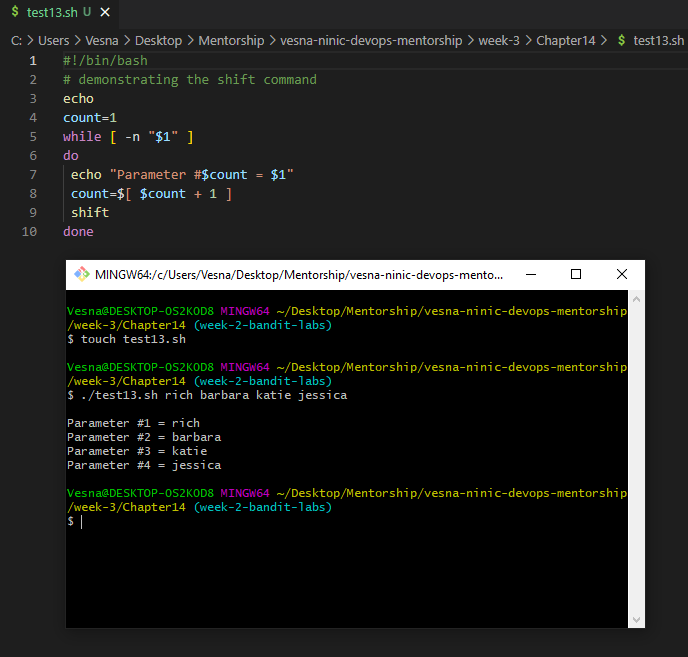 $ test13.sh U ✕
C: > Users > Vesna > Desktop > Mentorship > vesna-ninic-devops-mentorship > week-3 > Chapter14 > $ test13.sh
1 #!/bin/bash
2 # demonstrating the shift command
3 echo
4 count=1
5 while [ -n "$1" ]
6 do
7 echo "Parameter #$count = $1"
8 count=$[ $count + 1 ]
9 shift
10 done
MINGW64:/c/Users/Vesna/Desktop/Mentorship/vesna-ninic-devops-mento...
Vesna@DESKTOP-OS2KOD8 MINGW64 ~/Desktop/Mentorship/vesna-ninic-devops-mentorship
/week-3/Chapter14 (week-2-bandit-labs)
$ touch test13.sh
Vesna@DESKTOP-OS2KOD8 MINGW64 ~/Desktop/Mentorship/vesna-ninic-devops-mentorship
/week-3/Chapter14 (week-2-bandit-labs)
$ ./test13.sh rich barbara katie jessica
Parameter #1 = rich
Parameter #2 = barbara
Parameter #3 = katie
Parameter #4 = jessica
Vesna@DESKTOP-OS2KOD8 MINGW64 ~/Desktop/Mentorship/vesna-ninic-devops-mentorship
/week-3/Chapter14 (week-2-bandit-labs)
$